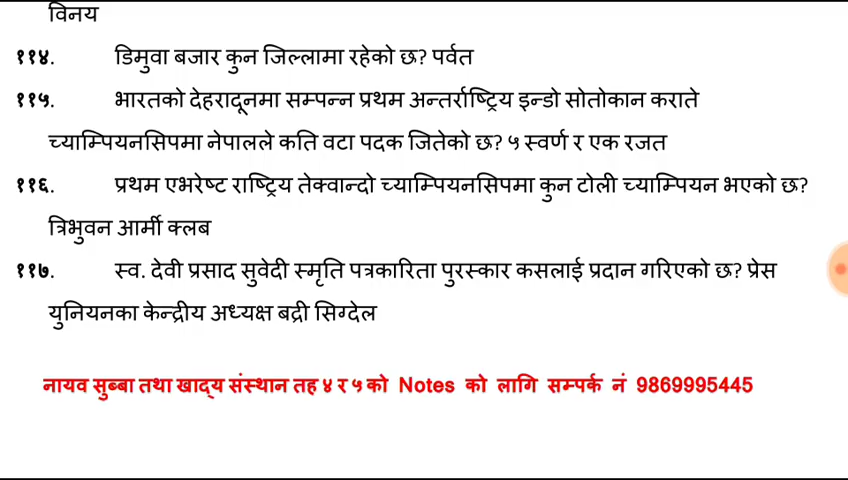 विनय
११४. डिमुवा बजार कुन जिल्लामा रहेको छ? पर्वत
११५. भारतको देहरादूनमा सम्पन्न प्रथम अन्तर्राष्ट्रिय इन्डो सोतोकान कराते
च्याम्पियनसिपमा नेपालले कति वटा पदक जितेको छ? ५ स्वर्ण र एक रजत
११६. प्रथम एभरेष्ट राष्ट्रिय तेक्वान्दो च्याम्पियनसिपमा कुन टोली च्याम्पियन भएको छ?
त्रिभुवन आर्मी क्लब
११७. स्व. देवी प्रसाद सुवेदी स्मृति पत्रकारिता पुरस्कार कसलाई प्रदान गरिएको छ? प्रेस
युनियनका केन्द्रीय अध्यक्ष बद्री सिग्देल
नायव सुब्बा तथा खाद्य संस्थान तह ४ र ५ को Notes को लागि सम्पर्क नं 9869995445